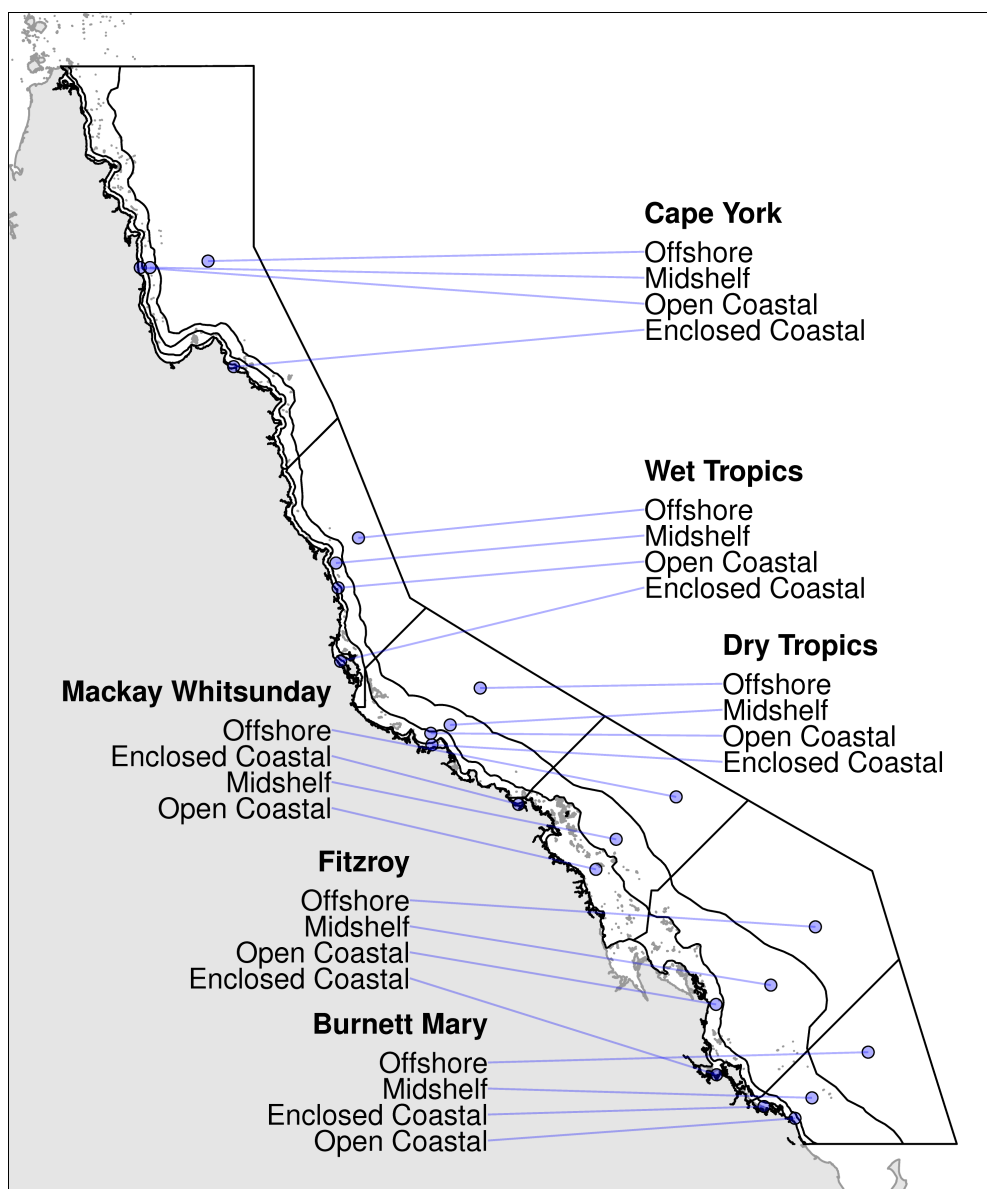 Cape York
Offshore
Midshelf
Open Coastal
Enclosed Coastal
Wet Tropics
Offshore
Midshelf
Open Coastal
Enclosed Coastal
Dry Tropics
Offshore
Midshelf
Open Coastal
Enclosed Coastal
Mackay Whitsunday
Offshore
Enclosed Coastal
Midshelf
Open Coastal
Fitzroy
Offshore
Midshelf
Open Coastal
Enclosed Coastal
Burnett Mary
Offshore
Midshelf
Enclosed Coastal
Open Coastal